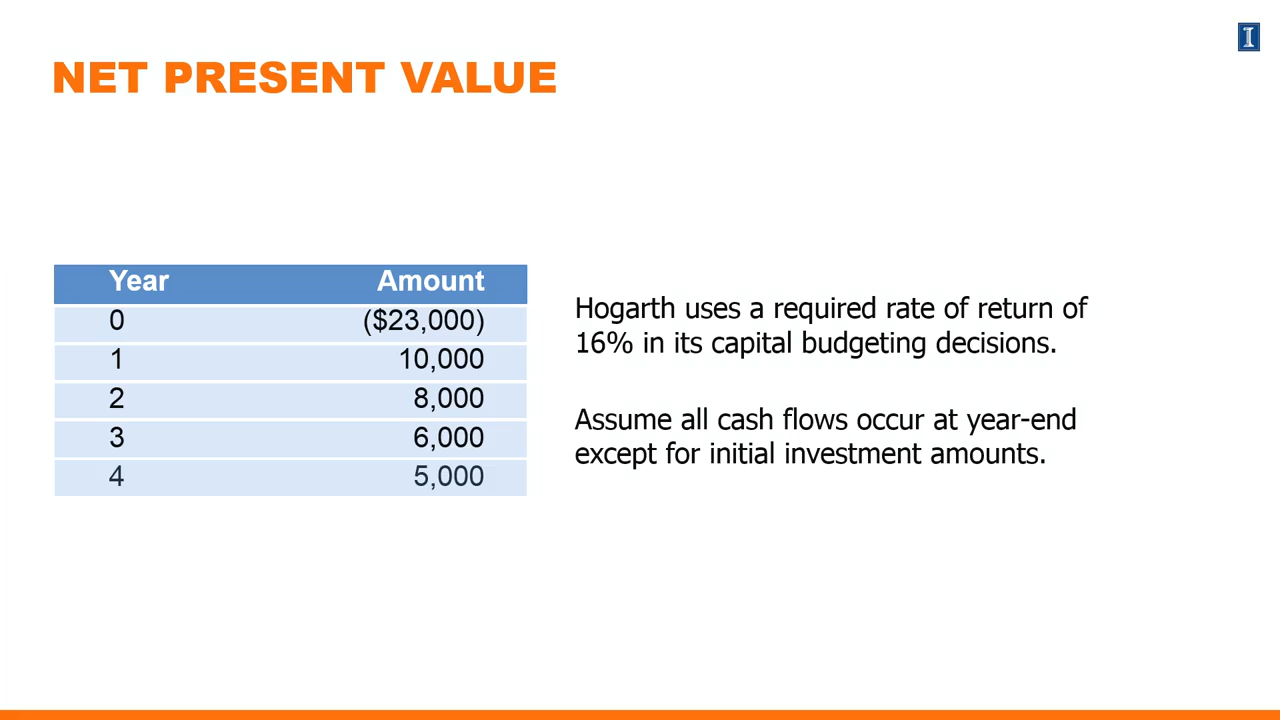 NET PRESENT VALUE
Year Amount
0 ($23,000)
1 10,000
2 8,000
3 6,000
4 5,000
Hogarth uses a required rate of return of
16% in its capital budgeting decisions.
Assume all cash flows occur at year-end
except for initial investment amounts.